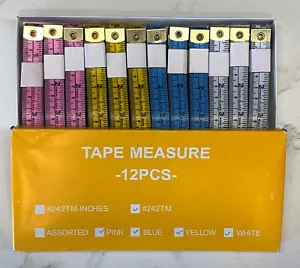 TAPE MEASURE
-12PCS-
#242TM-INCHES #242TM
ASSORTED PINK BLUE YELLOW WHITE